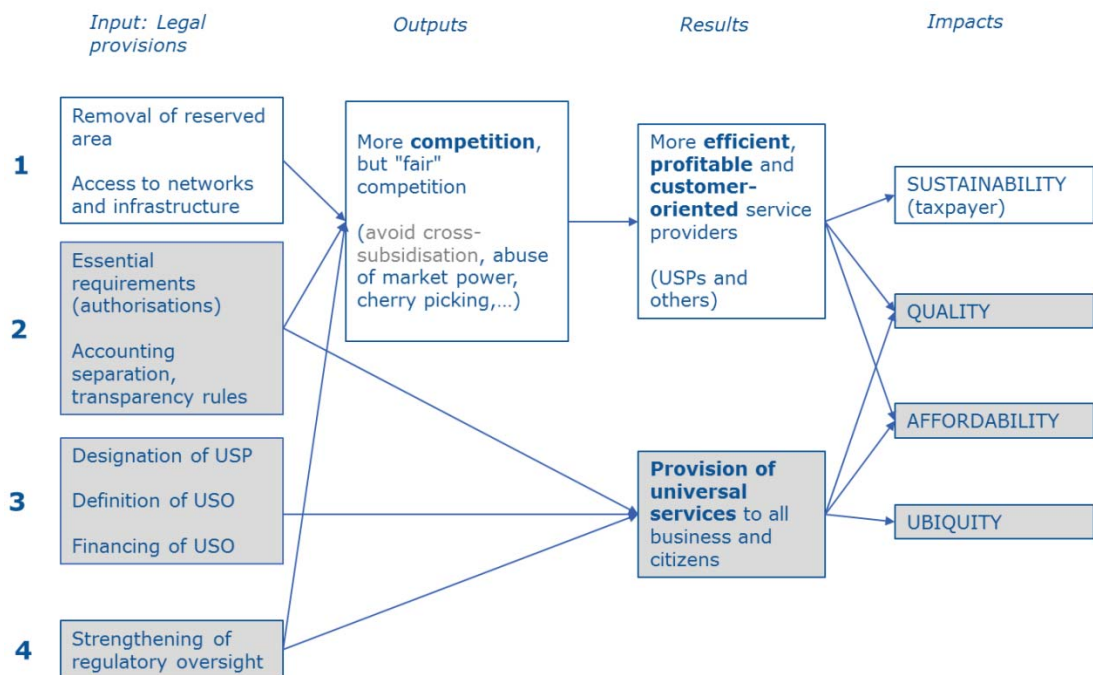 Input: Legal
provisions
Outputs
Results
Impacts
1
Removal of reserved
area
Access to networks
and infrastructure
2
Essential
requirements
(authorisations)
Accounting
separation,
transparency rules
3
Designation of USP
Definition of USO
Financing of USO
4
Strengthening of
regulatory oversight
More competition,
but "fair"
competition
(avoid cross-
subsidisation, abuse
of market power,
cherry picking,...)
More efficient,
profitable and
customer-
oriented service
providers
(USPs and
others)
Provision of
universal
services to all
business and
citizens
SUSTAINABILITY
(taxpayer)
QUALITY
AFFORDABILITY
UBIQUITY